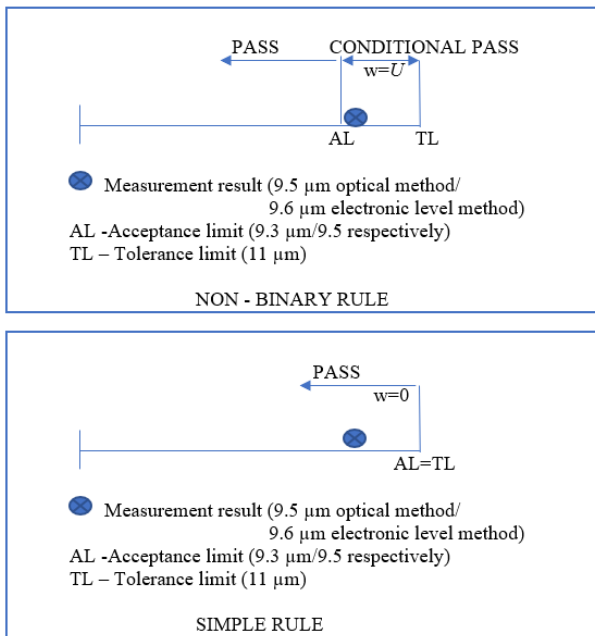 PASS CONDITIONAL PASS
w=U
AL TL
Measurement result (9.5 µm optical method/
9.6 µm electronic level method)
AL -Acceptance limit (9.3 µm/9.5 respectively)
TL – Tolerance limit (11 µm)
NON - BINARY RULE
PASS
w=0
AL=TL
Measurement result (9.5 µm optical method/
9.6 µm electronic level method)
AL -Acceptance limit (9.3 µm/9.5 respectively)
TL – Tolerance limit (11 µm)
SIMPLE RULE